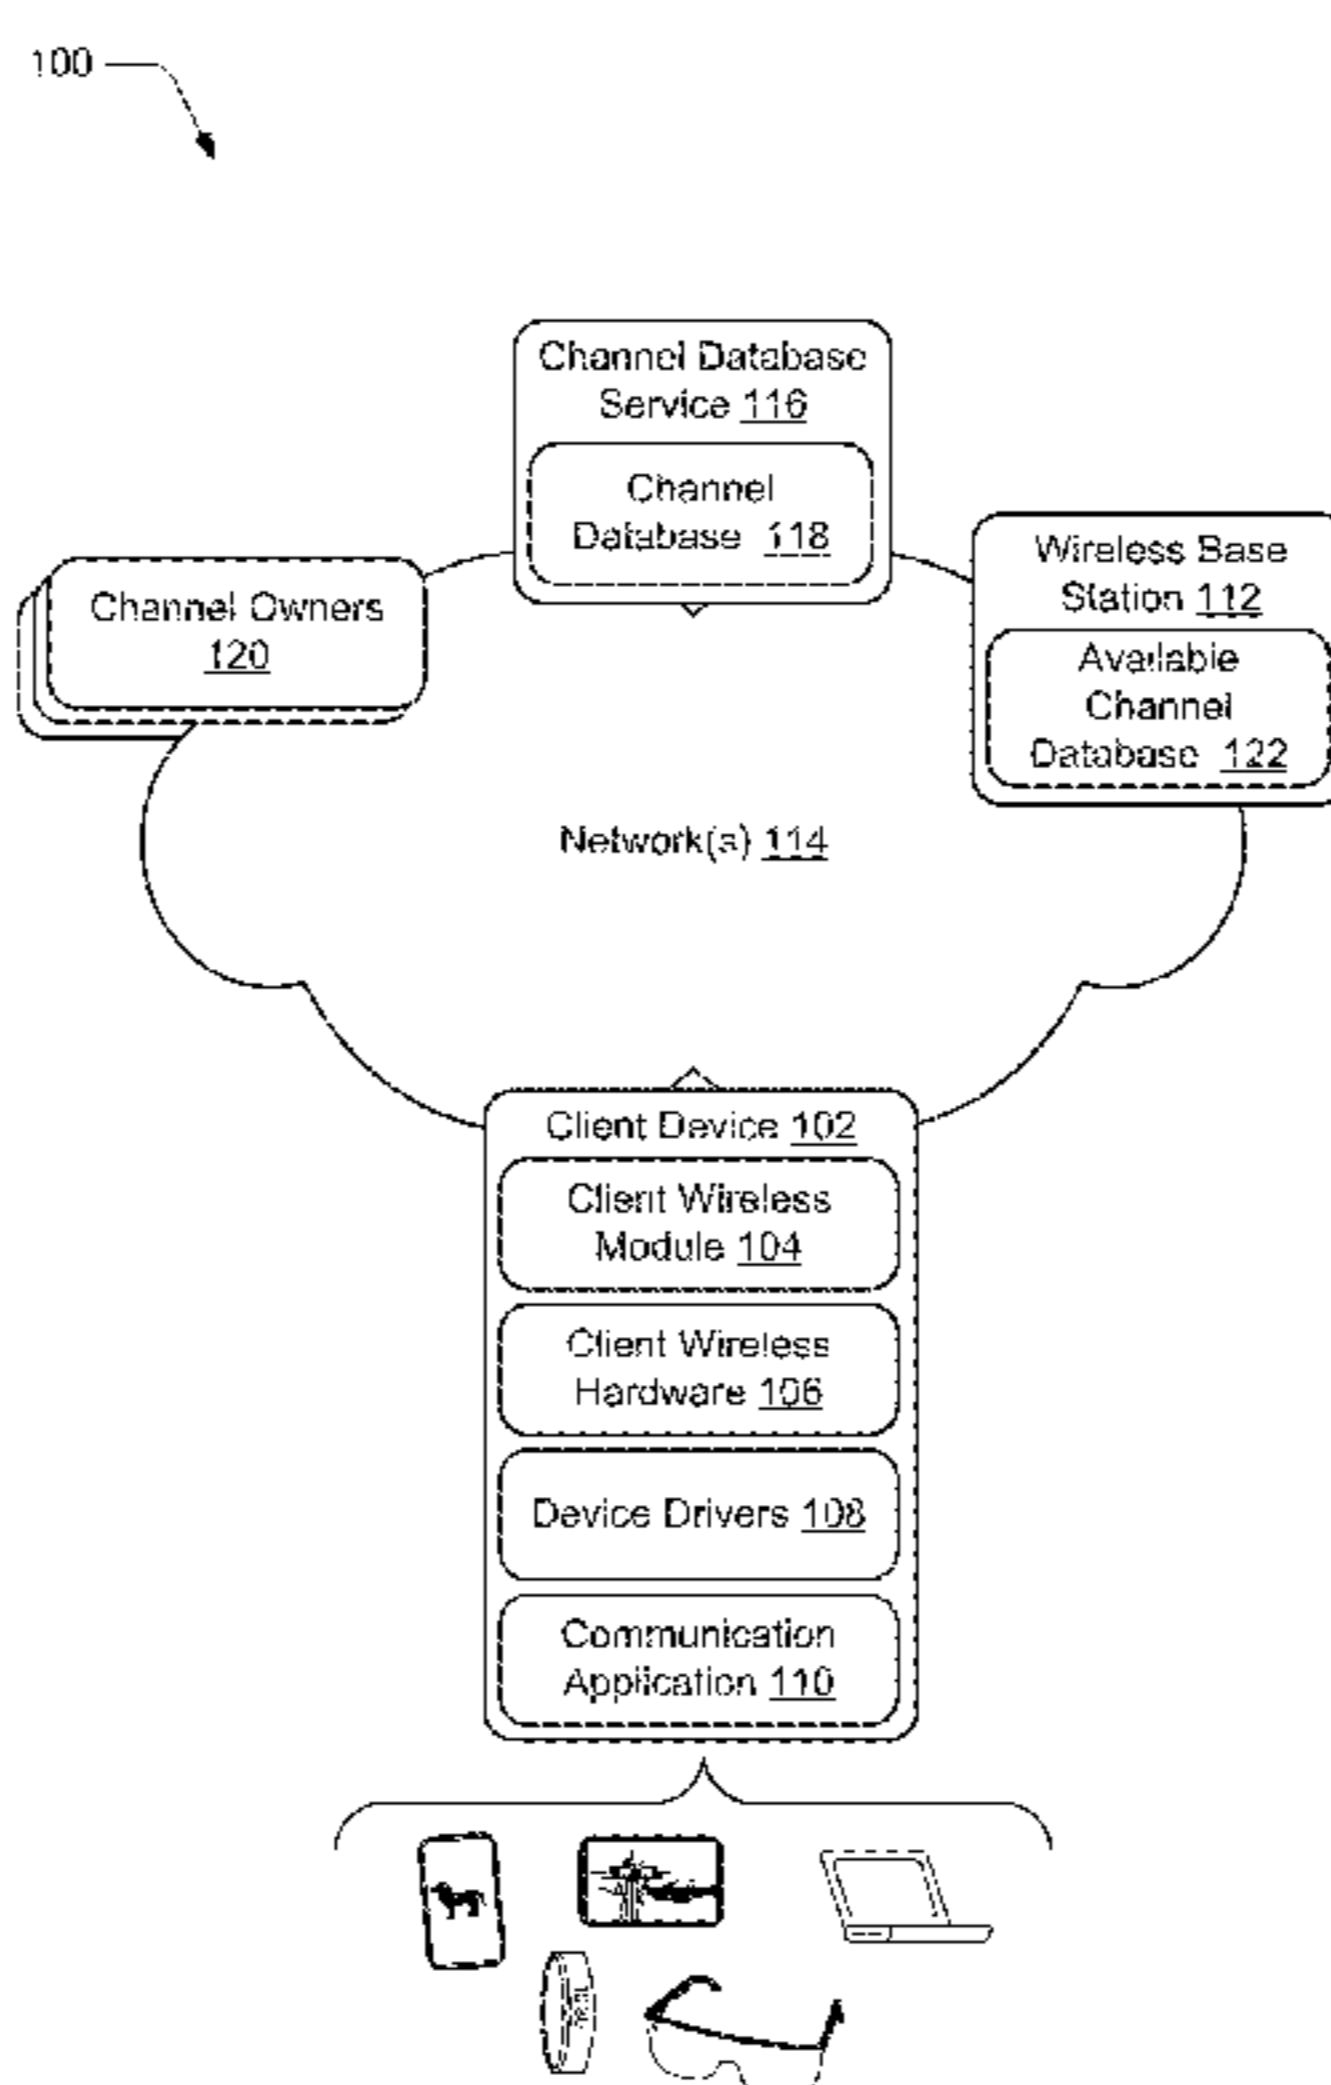 100
Channel Database
Service 116
Channel
Database 118
Wireless Base
Station 112
Available
Channel
Database 122
Channel Owners
120
Network(s) 114
Client Device 102
Client Wireless
Module 104
Client Wireless
Hardware 106
Device Drivers 108
Communication
Application 110